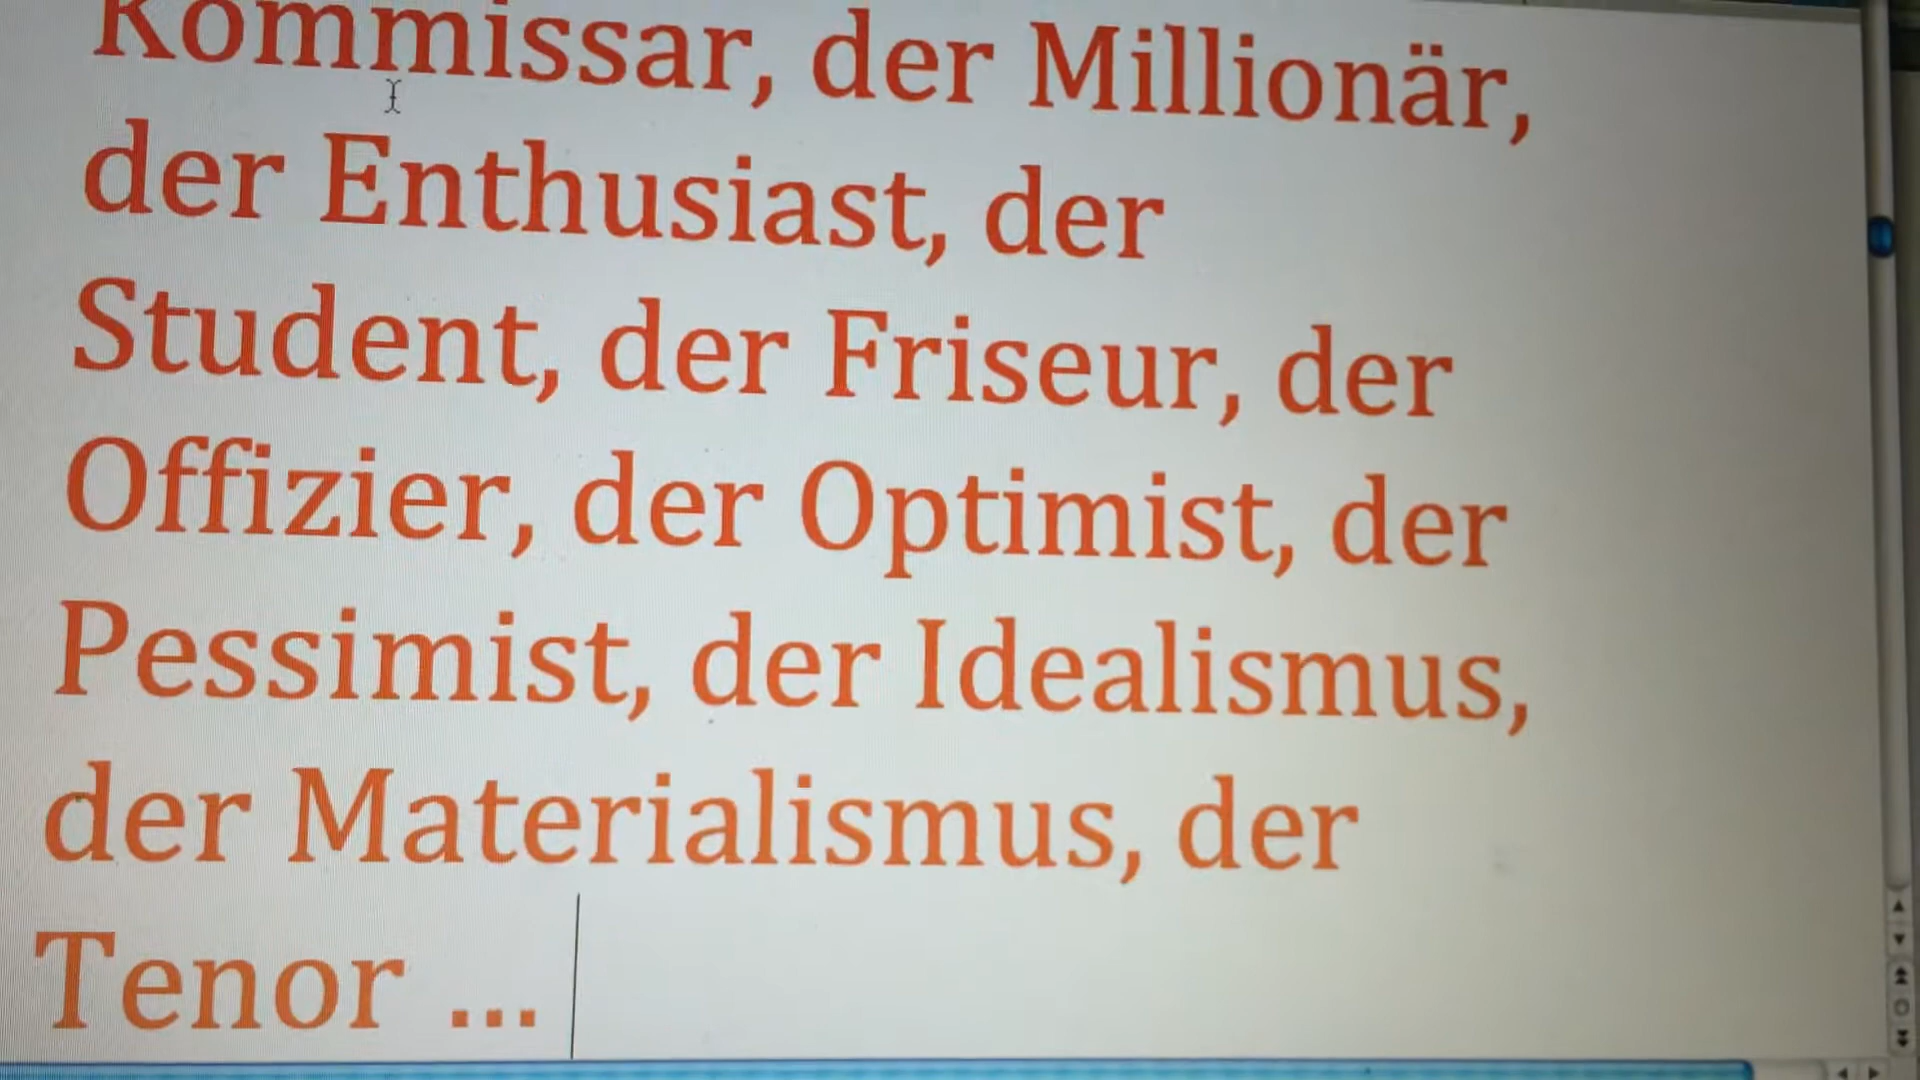 Kommissar, der Millionär,
der Enthusiast, der
Student, der Friseur, der
Offizier, der Optimist, der
Pessimist, der Idealismus,
der Materialismus, der
Tenor ...